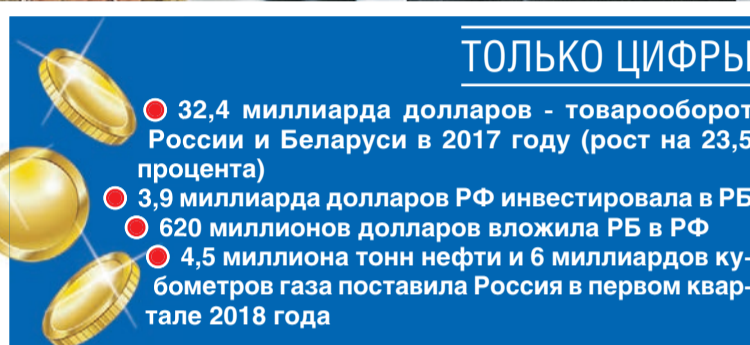 ТОЛЬКО ЦИФРЫ
32,4 миллиарда долларов - товарооборот
России и Беларуси в 2017 году (рост на 23,5
процента)
3,9 миллиарда долларов РФ инвестировала в РБ
620 миллионов долларов вложила РБ в РФ
4,5 миллиона тонн нефти и 6 миллиардов ку-
бометров газа поставила Россия в первом квар-
тале 2018 года